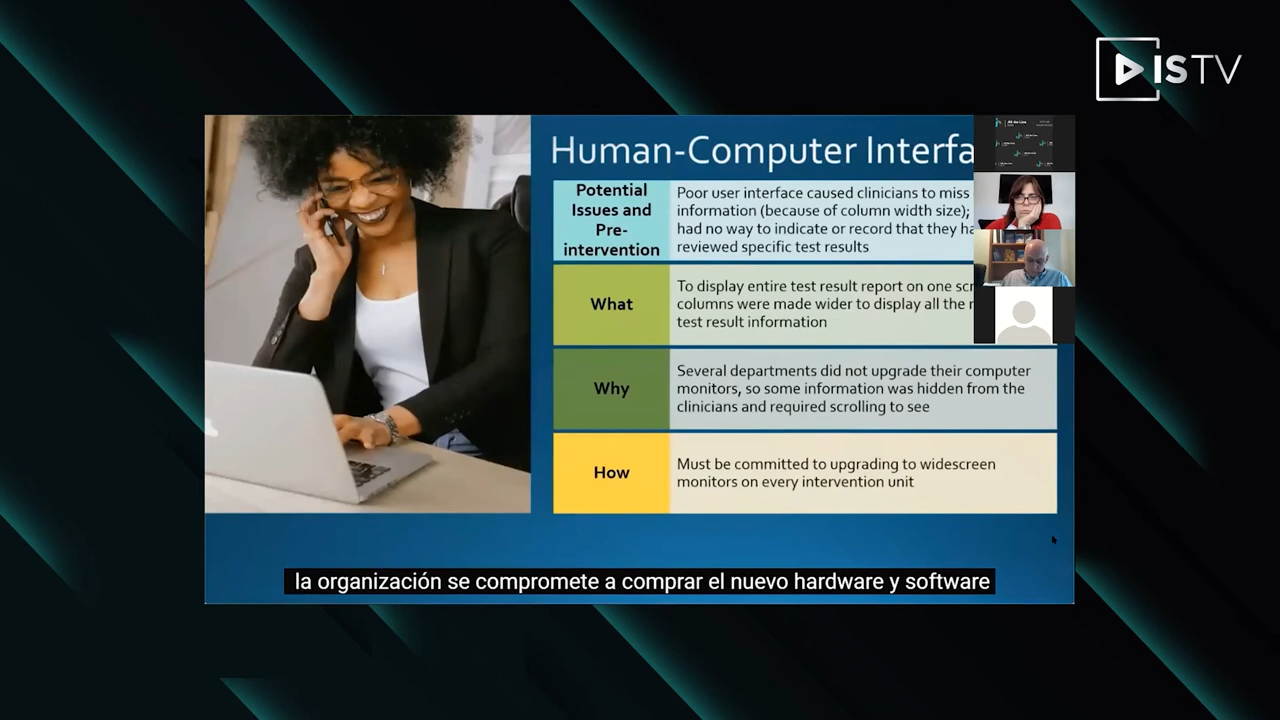 ISTV
Human-Computer Interfa
Potential
Issues and
Pre-
intervention
Poor user interface caused clinicians to miss
information (because of column width size);
had no way to indicate or record that they ha
reviewed specific test results
What
To display entire test result report on one scr
columns were made wider to display all the
test result information
Why
Several departments did not upgrade their computer
monitors, so some information was hidden from the
clinicians and required scrolling to see
How
Must be committed to upgrading to widescreen
monitors on every intervention unit
la organización se compromete a comprar el nuevo hardware y software